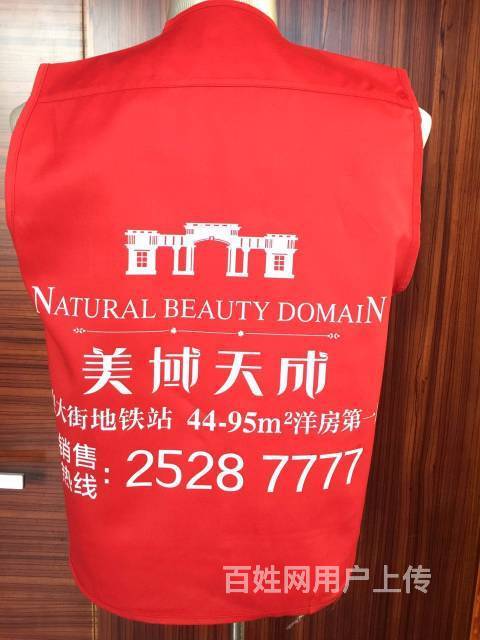 NATURAL BEAUTY DOMAIN
美域天成
大街地铁站 44-95m²洋房第一
销售热线：2528 7777
百姓网用户上传